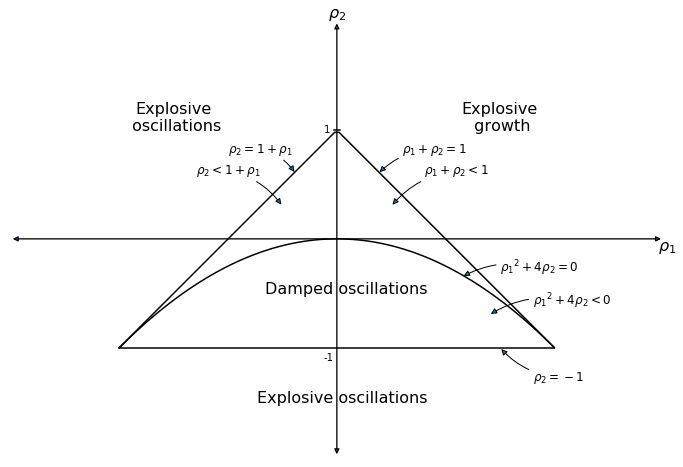 ρ₂
Explosive
oscillations
Explosive
growth
1
ρ₂ = 1 + ρ₁
ρ₁ + ρ₂ = 1
ρ₂ < 1 + ρ₁
ρ₁ + ρ₂ < 1
ρ₁
ρ₁² + 4ρ₂ = 0
Damped oscillations
ρ₁² + 4ρ₂ < 0
-1
ρ₂ = −1
Explosive oscillations